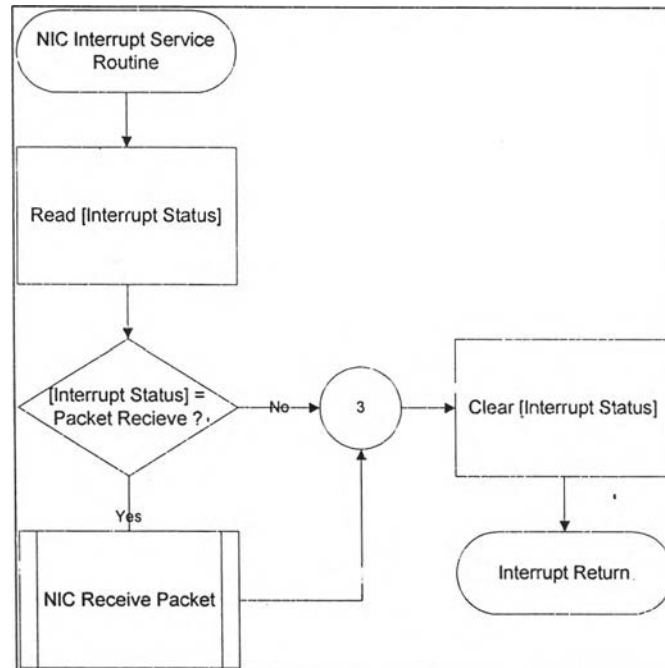 NIC Interrupt Service
Routine
Read [Interrupt Status]
[Interrupt Status] =
Packet Recieve ?
No
3
Clear [Interrupt Status]
Yes
NIC Receive Packet
Interrupt Return